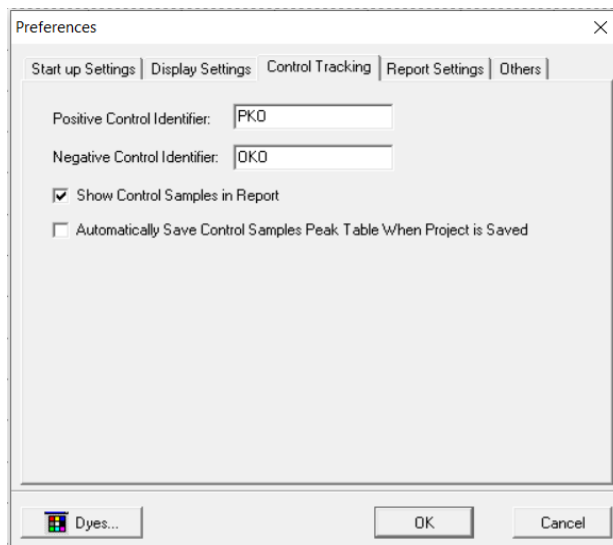 Preferences
Start up Settings Display Settings Control Tracking Report Settings Others
Positive Control Identifier: PKO
Negative Control Identifier: OKO
Show Control Samples in Report
Automatically Save Control Samples Peak Table When Project is Saved
Dyes... OK Cancel